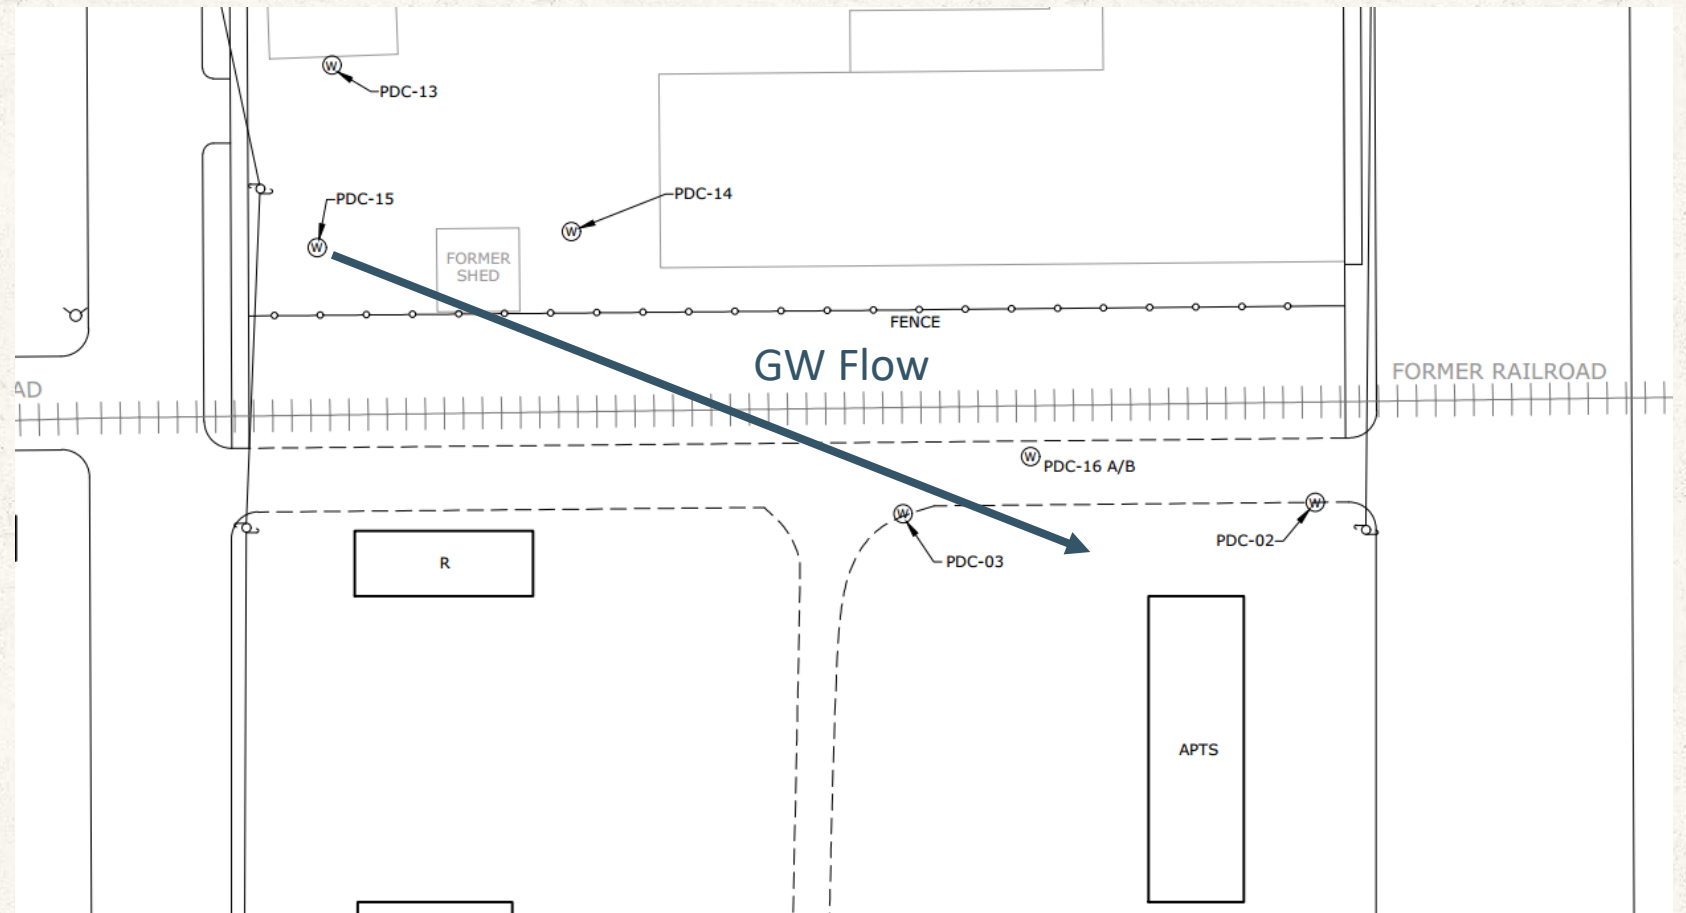 PDC-13
PDC-15
PDC-14
FORMER
SHED
FENCE
GW Flow
FORMER RAILROAD
AD
PDC-16 A/B
PDC-03
PDC-02
R
APTS
W
W
W
W
W
W